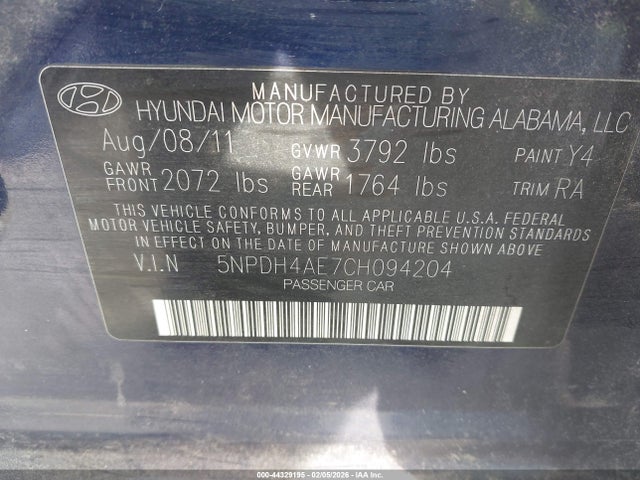 MANUFACTURED BY
HYUNDAI MOTOR MANUFACTURING ALABAMA, LLC
Aug/08/11 GVWR 3792 lbs PAINT Y4
GAWR FRONT 2072 lbs GAWR REAR 1764 lbs TRIM RA
THIS VEHICLE CONFORMS TO ALL APPLICABLE U.S.A. FEDERAL
MOTOR VEHICLE SAFETY, BUMPER, AND THEFT PREVENTION STANDARDS
IN EFFECT ON THE DATE OF MANUFACTURE SHOWN ABOVE
V.I.N 5NPDH4AE7CH094204
PASSENGER CAR
000-44329195 - 02/05/2026 - COPART